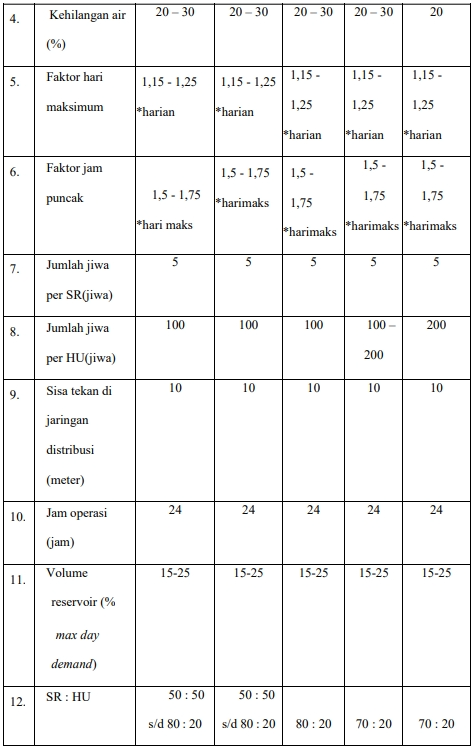 4. Kehilangan air 20 – 30 20 – 30 20 – 30 20 – 30 20
(%)
5. Faktor hari 1,15 - 1,25 1,15 - 1,25 1,15 - 1,15 - 1,15 -
maksimum *harian *harian 1,25 1,25 1,25
*harian *harian *harian
6. Faktor jam 1,5 - 1,75 1,5 - 1,5 - 1,5 -
puncak 1,5 - 1,75 *harimaks 1,75 1,75 1,75
*hari maks *harimaks *harimaks *harimaks
7. Jumlah jiwa 5 5 5 5 5
per SR(jiwa)
8. Jumlah jiwa 100 100 100 100 – 200
per HU(jiwa) 200
9. Sisa tekan di 10 10 10 10 10
jaringan
distribusi
(meter)
10. Jam operasi 24 24 24 24 24
(jam)
11. Volume 15-25 15-25 15-25 15-25 15-25
reservoir (%
max day
demand)
12. SR : HU 50 : 50 50 : 50
s/d 80 : 20 s/d 80 : 20 80 : 20 70 : 20 70 : 20